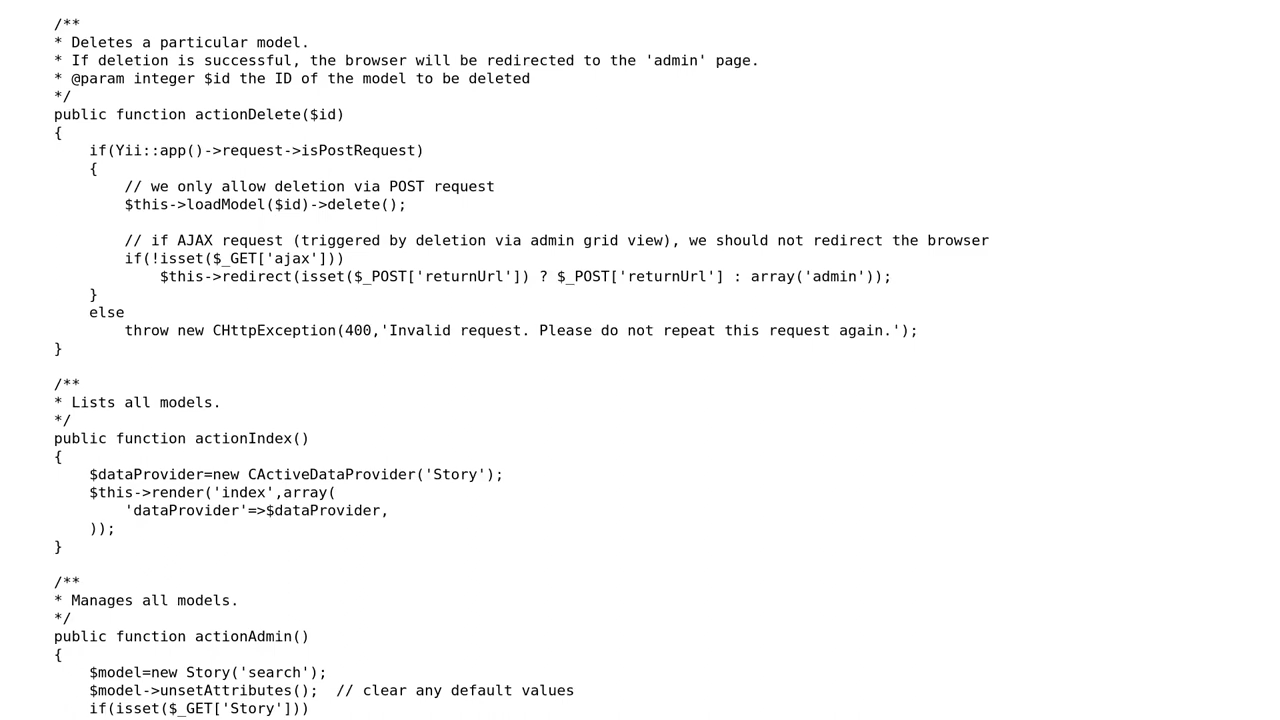 /**
* Deletes a particular model.
* If deletion is successful, the browser will be redirected to the 'admin' page.
* @param integer $id the ID of the model to be deleted
*/
public function actionDelete($id)
{
    if(Yii::app()->request->isPostRequest)
    {
        // we only allow deletion via POST request
        $this->loadModel($id)->delete();

        // if AJAX request (triggered by deletion via admin grid view), we should not redirect the browser
        if(!isset($_GET['ajax']))
            $this->redirect(isset($_POST['returnUrl']) ? $_POST['returnUrl'] : array('admin'));
    }
    else
        throw new CHttpException(400,'Invalid request. Please do not repeat this request again.');
}

/**
* Lists all models.
*/
public function actionIndex()
{
    $dataProvider=new CActiveDataProvider('Story');
    $this->render('index',array(
        'dataProvider'=>$dataProvider,
    ));
}

/**
* Manages all models.
*/
public function actionAdmin()
{
    $model=new Story('search');
    $model->unsetAttributes();  // clear any default values
    if(isset($_GET['Story']))